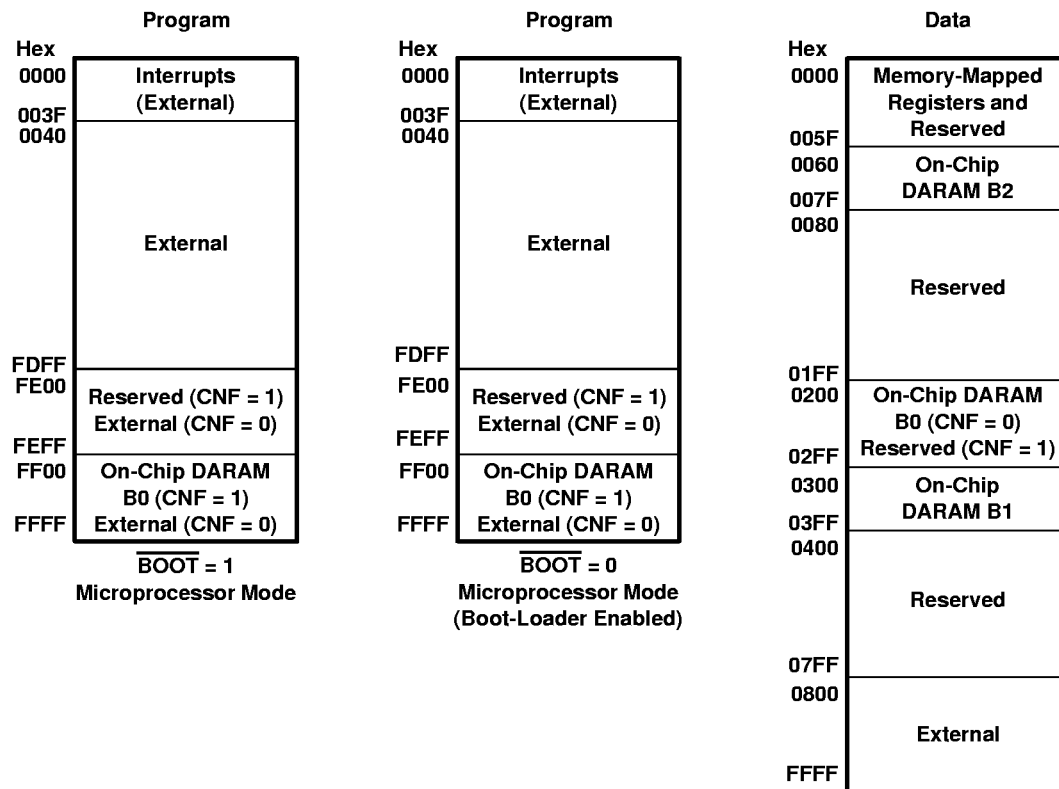 Program
Hex
0000
Interrupts
(External)
003F
0040
External
FDFF
FE00
Reserved (CNF = 1)
External (CNF = 0)
FEFF
FF00
On-Chip DARAM
B0 (CNF = 1)
External (CNF = 0)
FFFF
BOOT = 1
Microprocessor Mode
Program
Hex
0000
Interrupts
(External)
003F
0040
External
FDFF
FE00
Reserved (CNF = 1)
External (CNF = 0)
FEFF
FF00
On-Chip DARAM
B0 (CNF = 1)
External (CNF = 0)
FFFF
BOOT = 0
Microprocessor Mode
(Boot-Loader Enabled)
Data
Hex
0000
Memory-Mapped
Registers and
Reserved
005F
0060
On-Chip
DARAM B2
007F
0080
Reserved
01FF
0200
On-Chip DARAM
B0 (CNF = 0)
Reserved (CNF = 1)
02FF
0300
On-Chip
DARAM B1
03FF
0400
Reserved
07FF
0800
External
FFFF